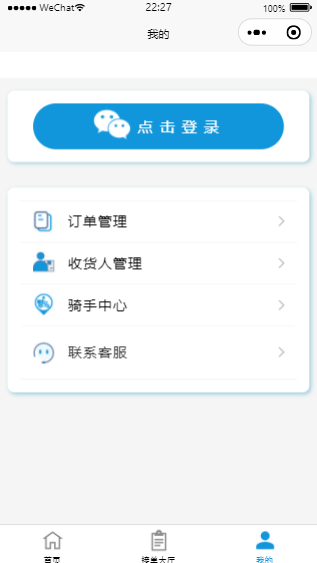 WeChat 22:27 100%
我的
点击登录
订单管理
收货人管理
骑手中心
联系客服
首页 接单大厅 我的